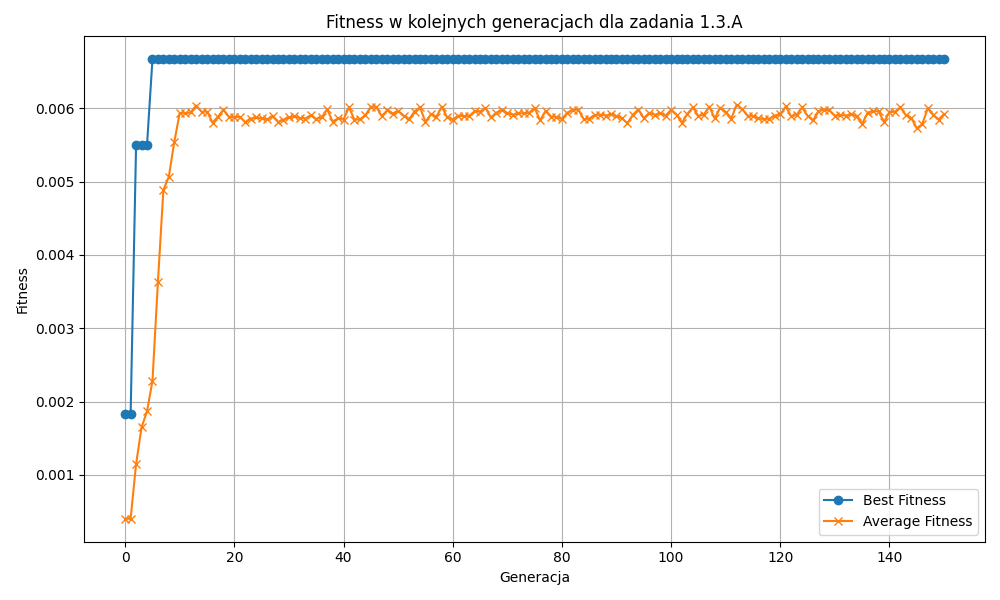 Fitness w kolejnych generacjach dla zadania 1.3.A
Fitness
0.006
0.005
0.004
0.003
0.002
0.001
0 20 40 60 80 100 120 140
Generacja
Best Fitness
Average Fitness